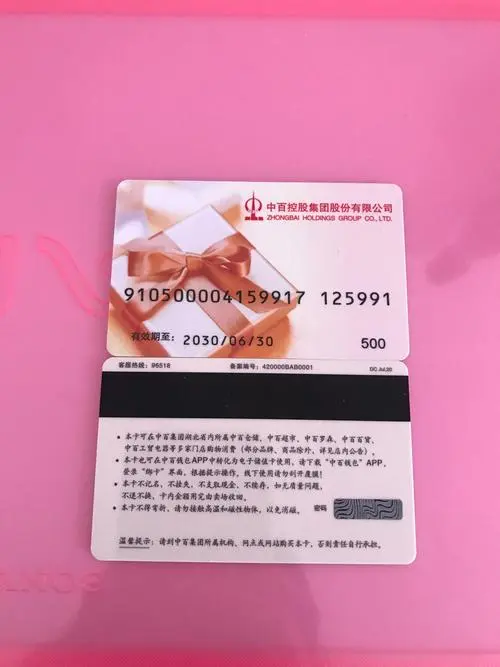 中百控股集团股份有限公司
ZHONGBAI HOLDINGS GROUP CO., LTD.
910500004159917 125991
有效期至: 2030/06/30
500
客服热线: 96518 备案编号: 420000BAB0001 DC Jul.20
• 本卡可在中百集团湖北省内所属中百仓储、中百超市、中百罗森、中百百货、
中百工贸电器等多家门店购物消费（部分品牌、商品除外，详见店内公告）。
• 本卡也可在中百钱包APP中转化为电子储值卡使用，请下载“中百钱包”APP，
登录“绑卡”界面，根据提示操作，线下使用请勿刮开覆膜！
• 本卡不记名，不挂失，不支取现金，不续存，如无质量问题，
不退不换，卡内金额用完由卖场收回。
• 本卡不得弯折，请勿接触高温和磁性物体，以免消磁。
密码
温馨提示：请到中百集团所属机构、网点或网站购买本卡，否则责任自行承担。